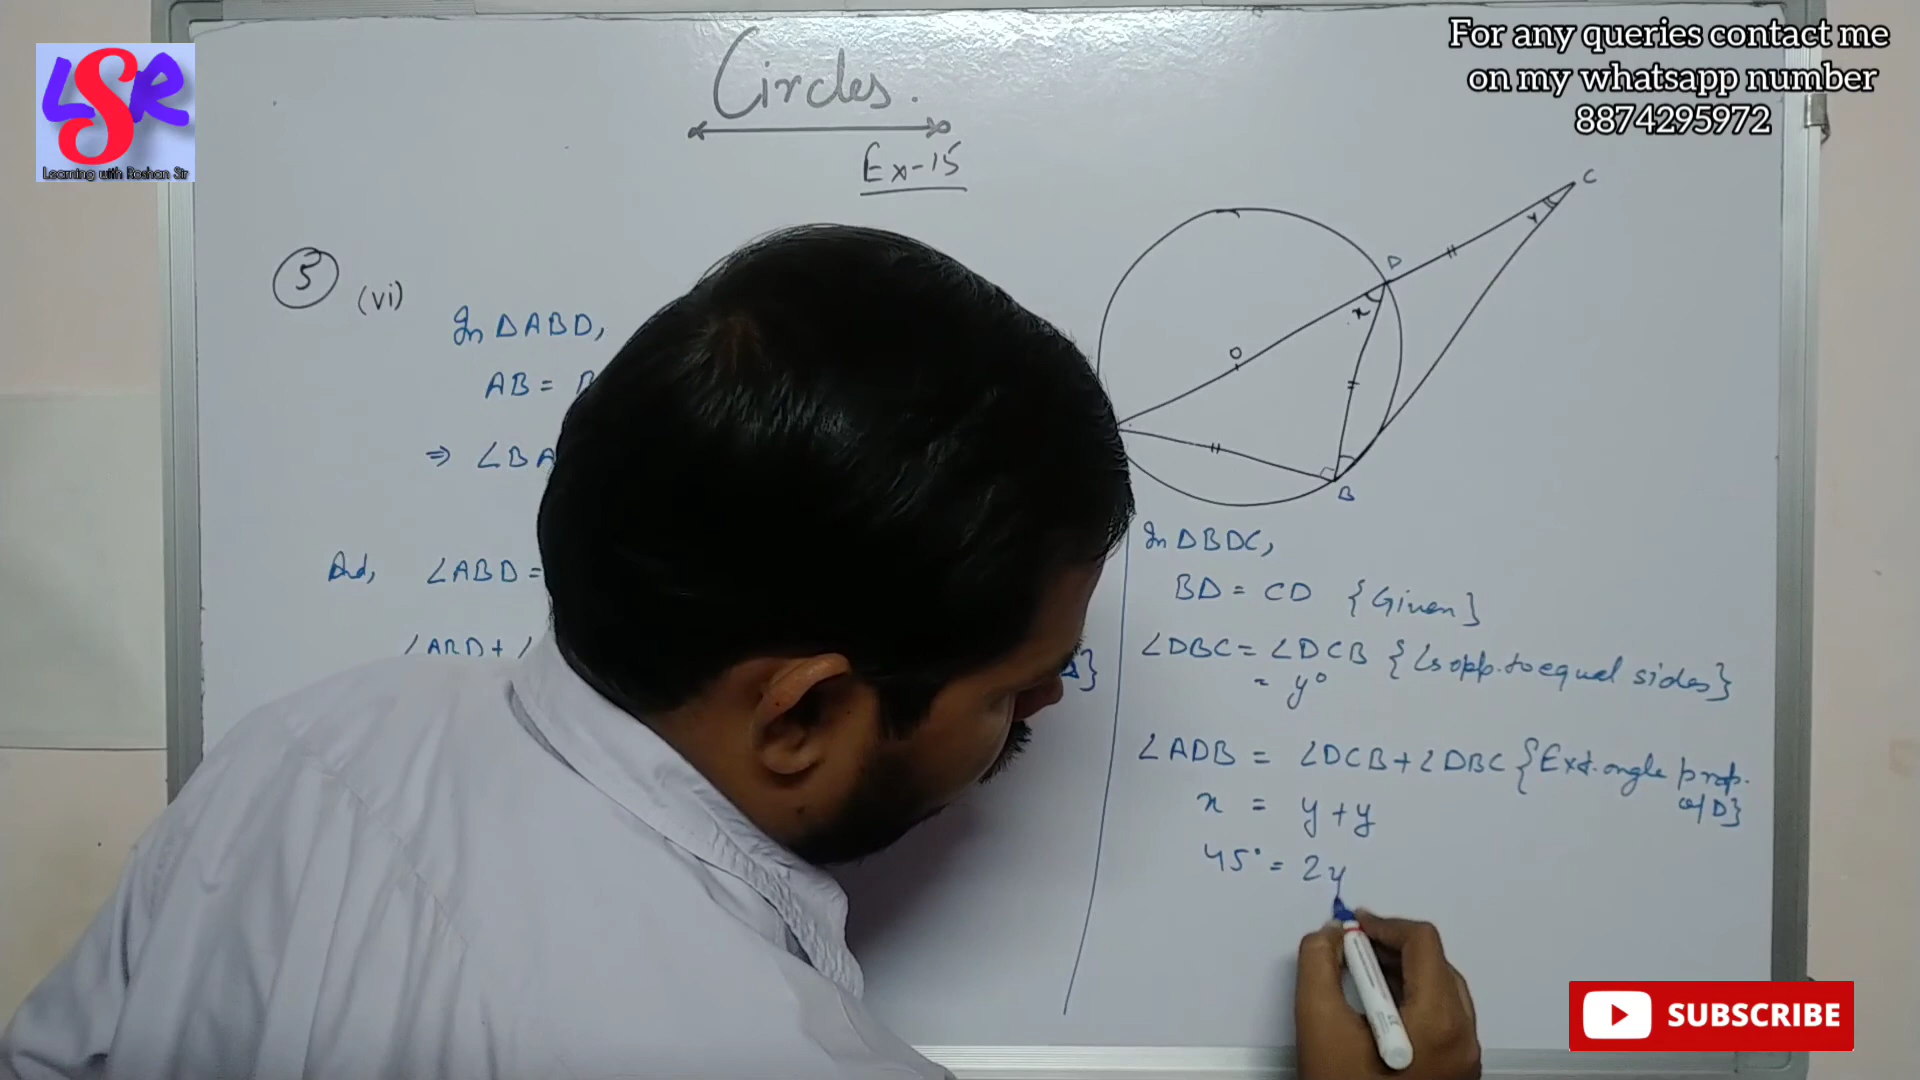 LSR
Learning with Roshan Sir
For any queries contact me
on my whatsapp number
8874295972
Circles.
Ex-15
5
(vi)
In ΔABD,
AB =
⇒ ∠BA
And, ∠ABD =
∠ABD +
C
y
D
x
O
B
In ΔBDC,
BD = CD {Given}
∠DBC = ∠DCB {∠s opp. to equal sides}
= y°
∠ADB = ∠DCB + ∠DBC {Ext. angle prop.
of Δ}
x = y + y
45° = 2y
SUBSCRIBE